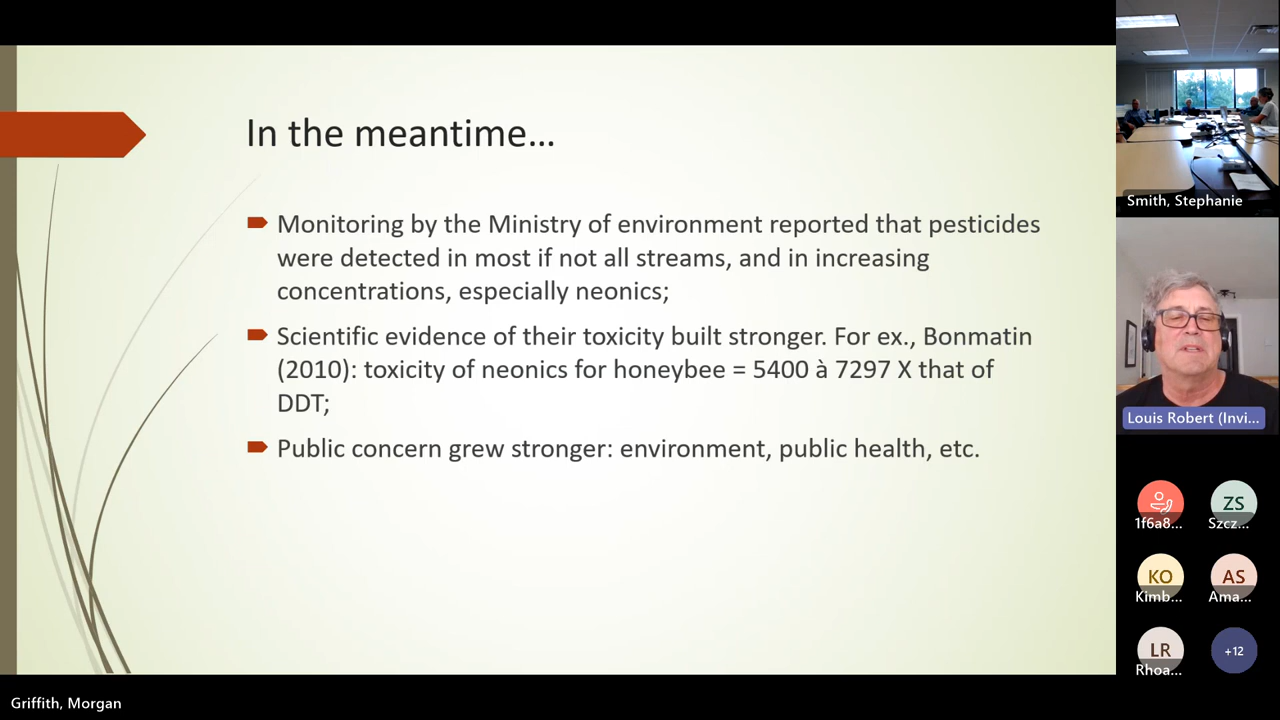 In the meantime…
Monitoring by the Ministry of environment reported that pesticides
were detected in most if not all streams, and in increasing
concentrations, especially neonics;
Scientific evidence of their toxicity built stronger. For ex., Bonmatin
(2010): toxicity of neonics for honeybee = 5400 à 7297 X that of
DDT;
Public concern grew stronger: environment, public health, etc.
Smith, Stephanie
Louis Robert (Invi...
1f6a8...
ZS
Szcz...
KO
Kimb...
AS
Ama...
LR
Rhoa...
+12
Griffith, Morgan